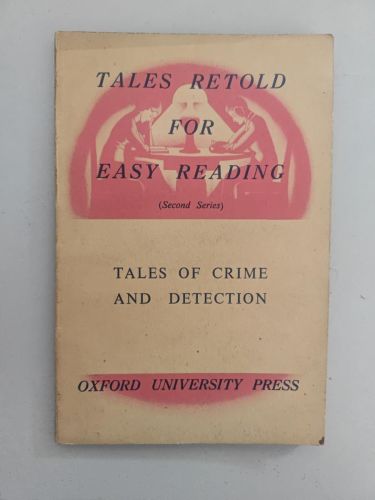 TALES RETOLD
FOR
EASY READING
(Second Series)
TALES OF CRIME
AND DETECTION
OXFORD UNIVERSITY PRESS